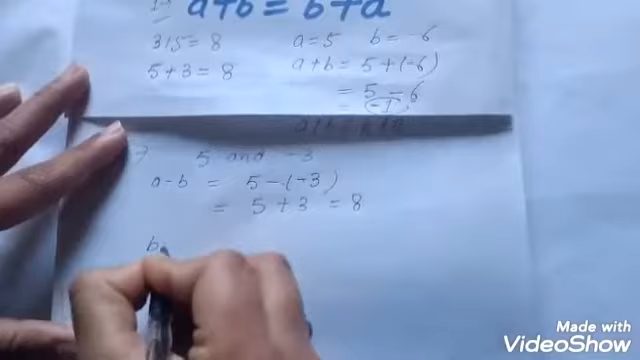 a+b = b+a
3+5 = 8
5+3 = 8
a = 5 b = -6
a+b = 5+(-6)
= 5 - 6
= (-1)
5 and -3
a-b = 5-(-3)
= 5 + 3 = 8
b
Made with
VideoShow